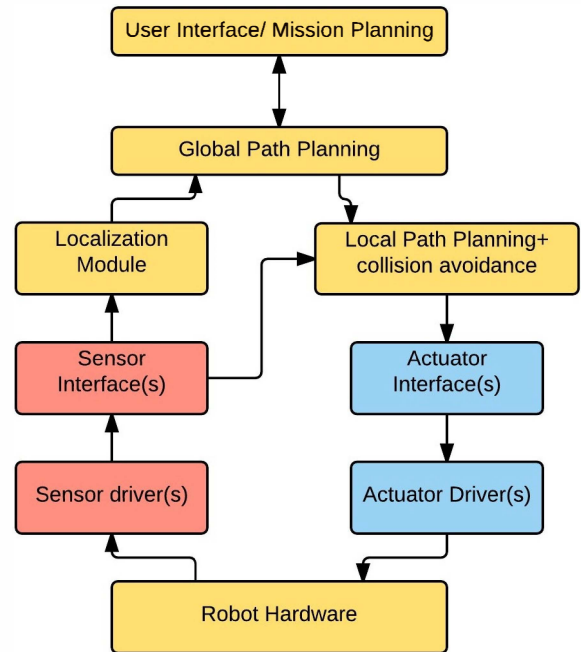 User Interface/ Mission Planning
Global Path Planning
Localization
Module
Local Path Planning+
collision avoidance
Sensor
Interface(s)
Actuator
Interface(s)
Sensor driver(s)
Actuator Driver(s)
Robot Hardware